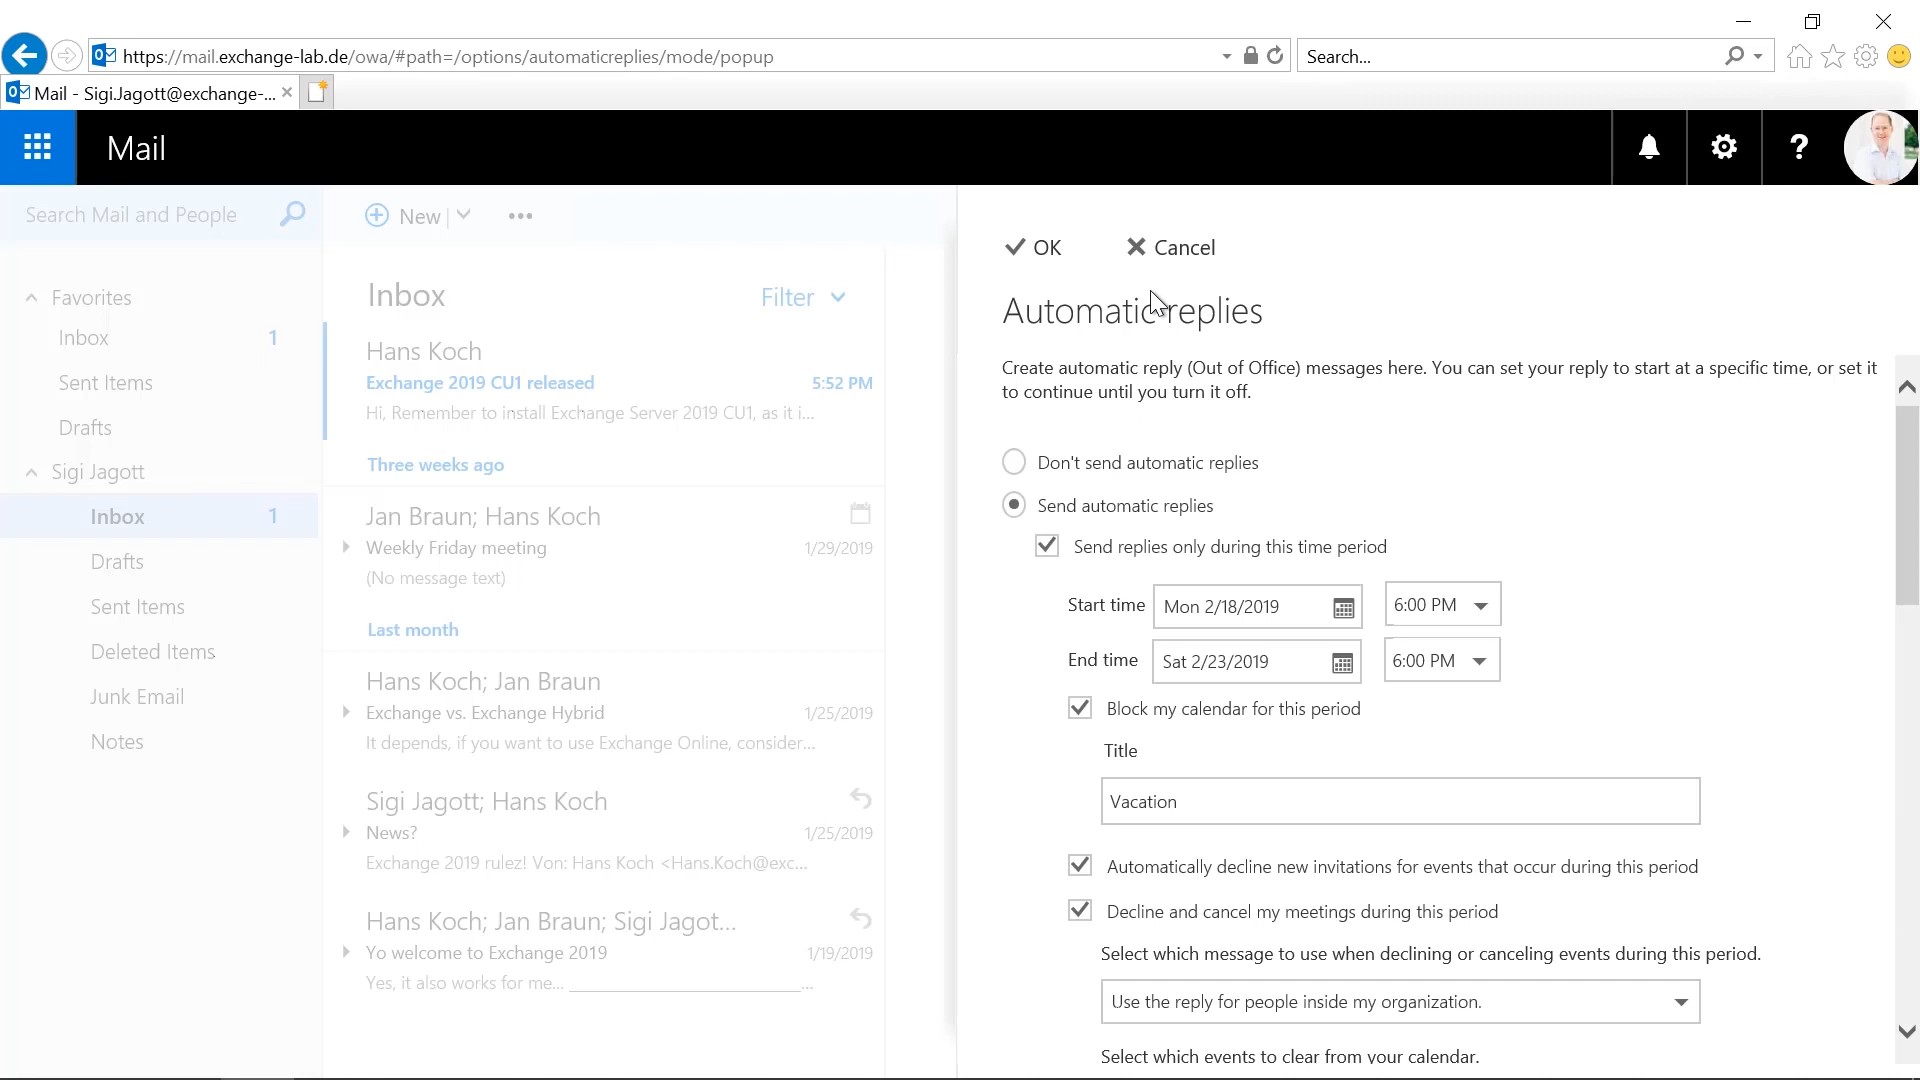 https://mail.exchange-lab.de/owa/#path=/options/automaticreplies/mode/popup
Search...
Mail - Sigi.Jagott@exchange-...
Mail
Search Mail and People
Favorites
Inbox 1
Sent Items
Drafts
Sigi Jagott
Inbox 1
Drafts
Sent Items
Deleted Items
Junk Email
Notes
New
Inbox
Filter
Hans Koch
Exchange 2019 CU1 released 5:52 PM
Hi, Remember to install Exchange Server 2019 CU1, as it i...
Three weeks ago
Jan Braun; Hans Koch
Weekly Friday meeting 1/29/2019
(No message text)
Last month
Hans Koch; Jan Braun
Exchange vs. Exchange Hybrid 1/25/2019
It depends, if you want to use Exchange Online, consider...
Sigi Jagott; Hans Koch
News? 1/25/2019
Exchange 2019 rulez! Von: Hans Koch <Hans.Koch@exc...
Hans Koch; Jan Braun; Sigi Jagot...
Yo welcome to Exchange 2019 1/19/2019
Yes, it also works for me... ___________________________...
OK Cancel
Automatic replies
Create automatic reply (Out of Office) messages here. You can set your reply to start at a specific time, or set it
to continue until you turn it off.
Don't send automatic replies
Send automatic replies
Send replies only during this time period
Start time Mon 2/18/2019 6:00 PM
End time Sat 2/23/2019 6:00 PM
Block my calendar for this period
Title
Vacation
Automatically decline new invitations for events that occur during this period
Decline and cancel my meetings during this period
Select which message to use when declining or canceling events during this period.
Use the reply for people inside my organization.
Select which events to clear from your calendar.